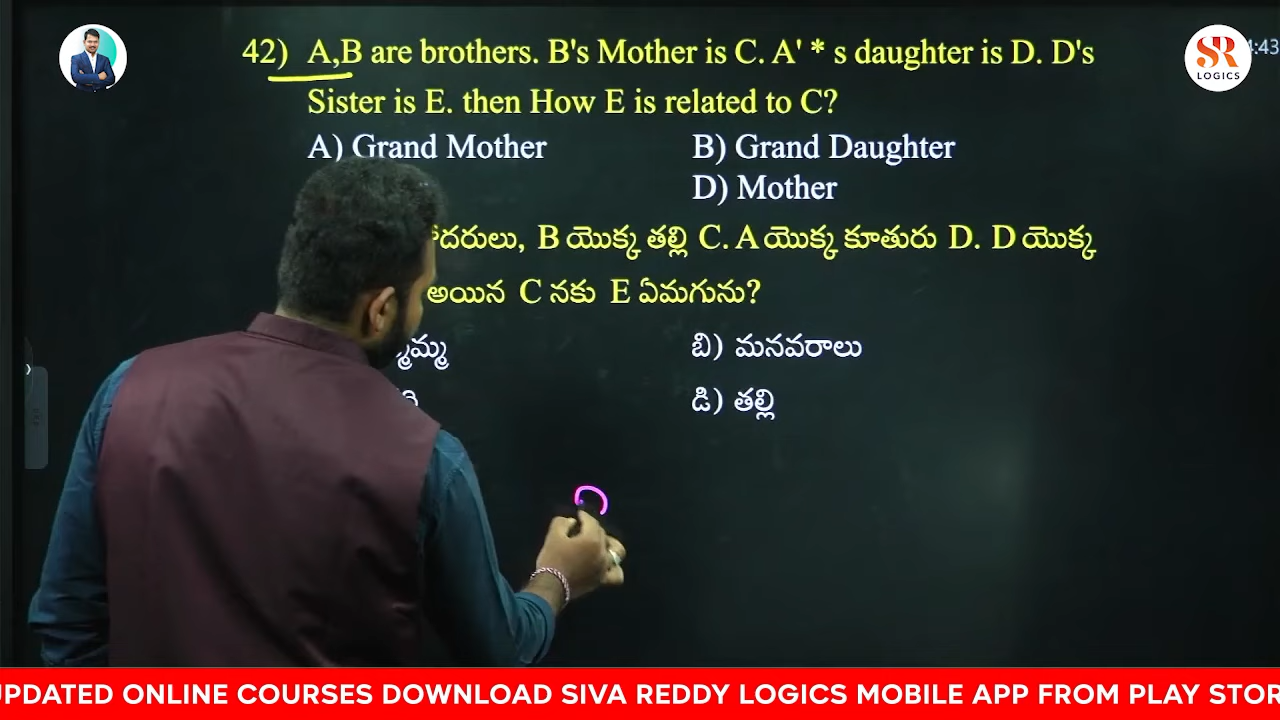 42) A,B are brothers. B's Mother is C. A' * s daughter is D. D's
Sister is E. then How E is related to C?
A) Grand Mother
B) Grand Daughter
D) Mother
B యొక్క తల్లి C. A యొక్క కూతురు D. D యొక్క
అయిన C నకు E ఏమగును?
బి) మనవరాలు
డి) తల్లి
SR
LOGICS
4:43
UPDATED ONLINE COURSES DOWNLOAD SIVA REDDY LOGICS MOBILE APP FROM PLAY STOR